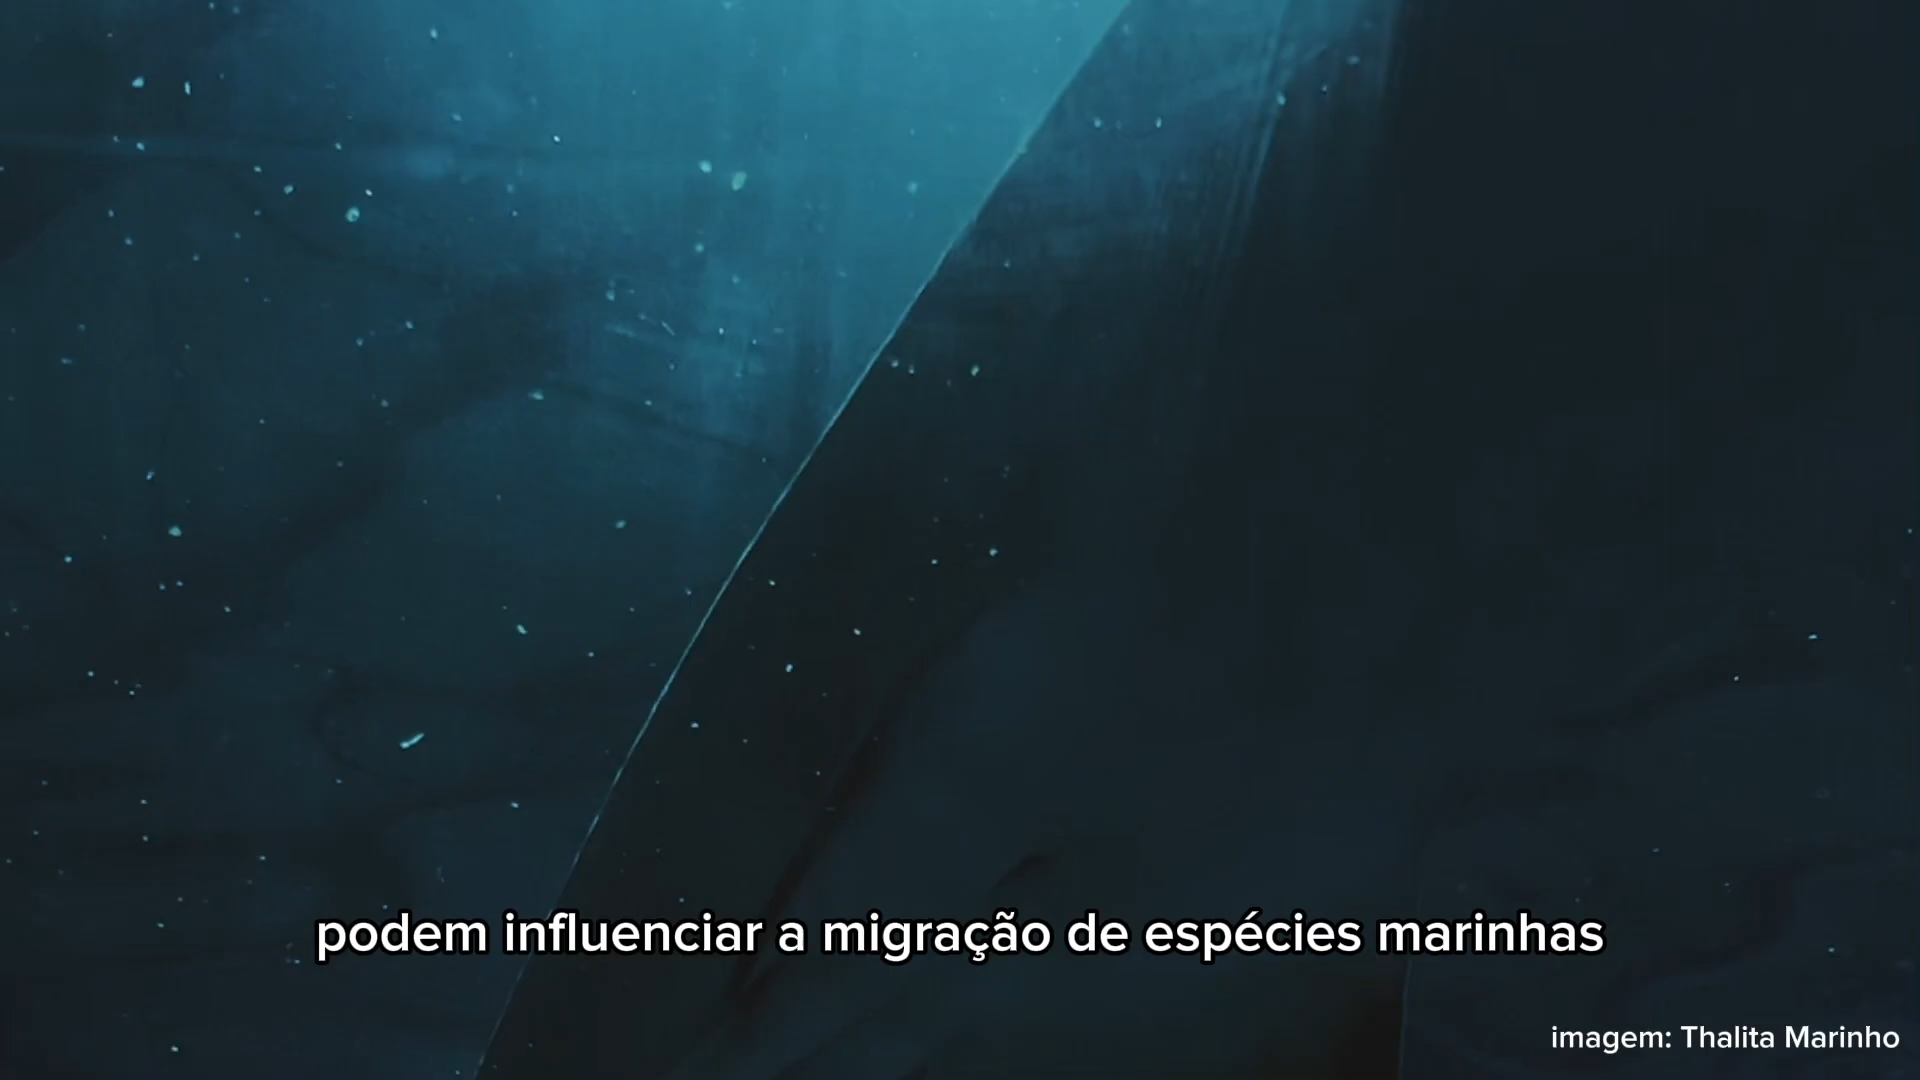 podem influenciar a migração de espécies marinhas
imagem: Thalita Marinho